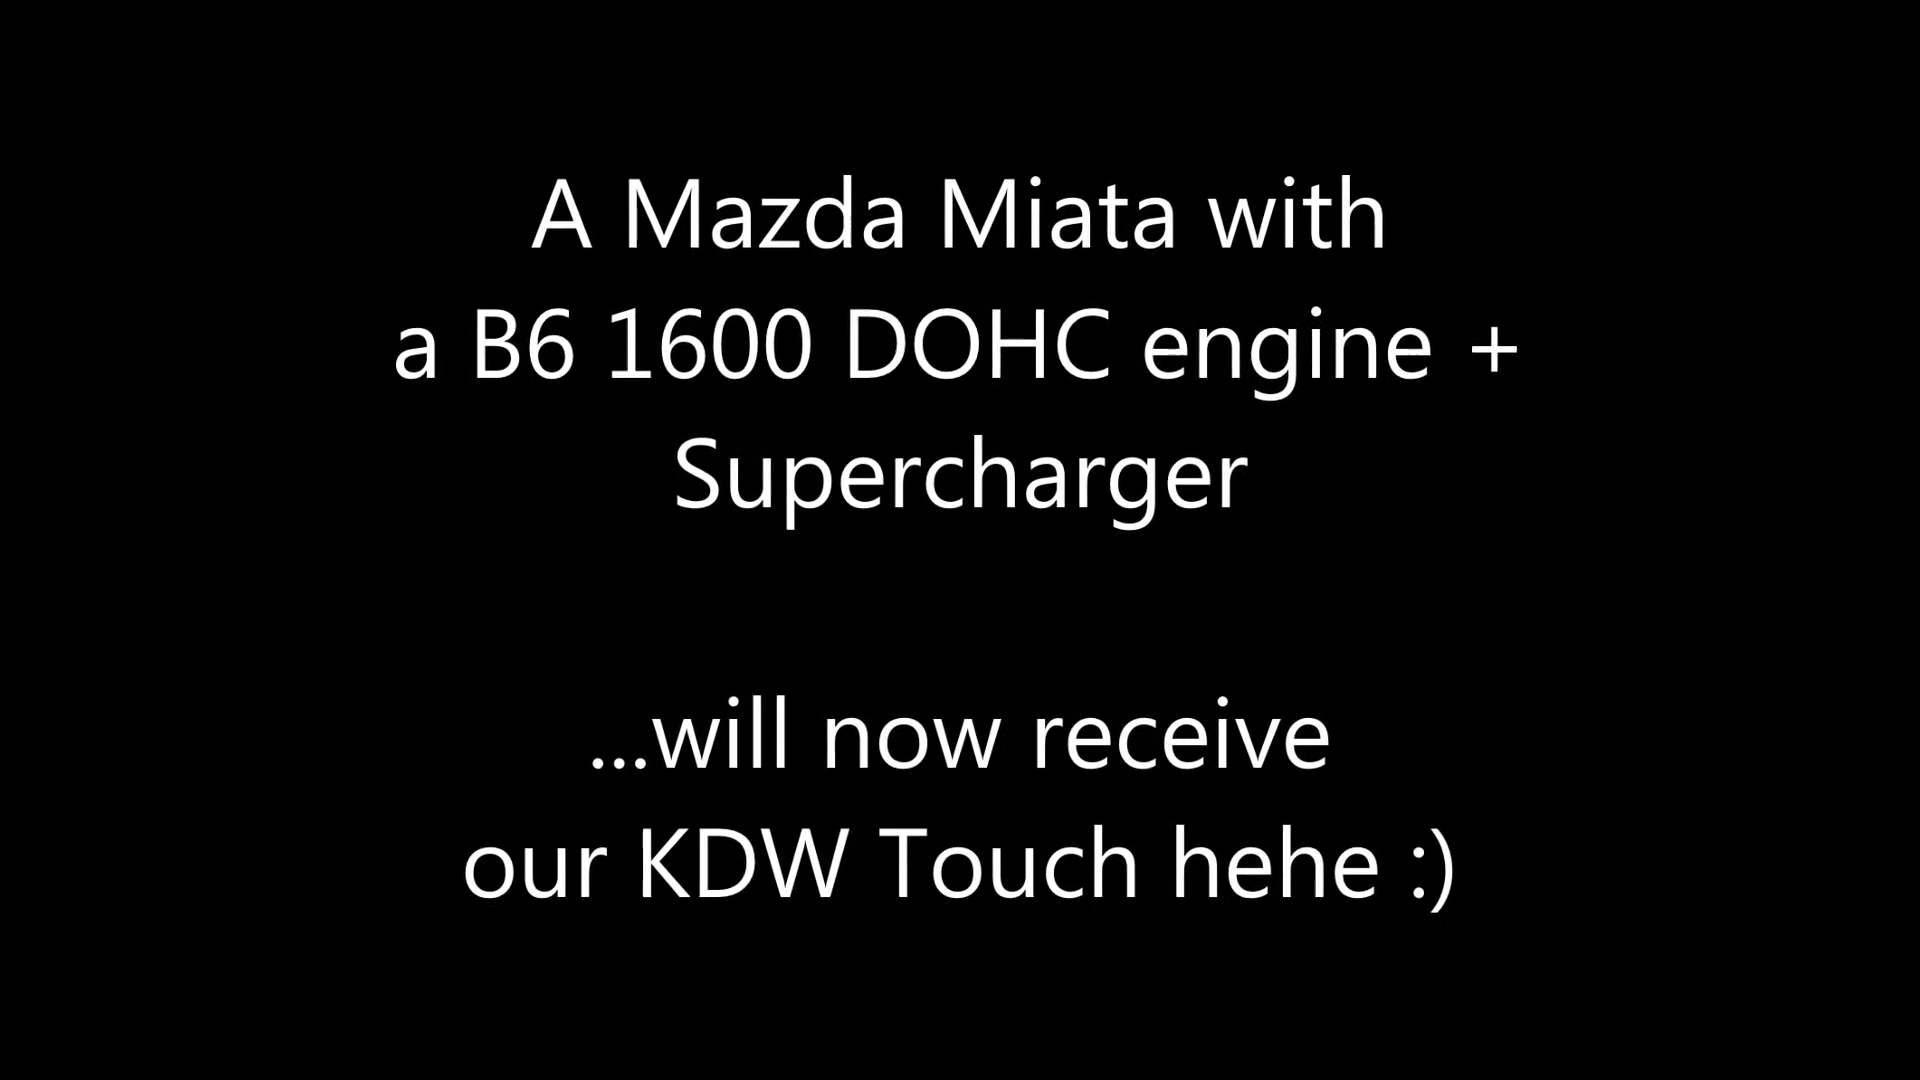 A Mazda Miata with
a B6 1600 DOHC engine +
Supercharger
...will now receive
our KDW Touch hehe :)